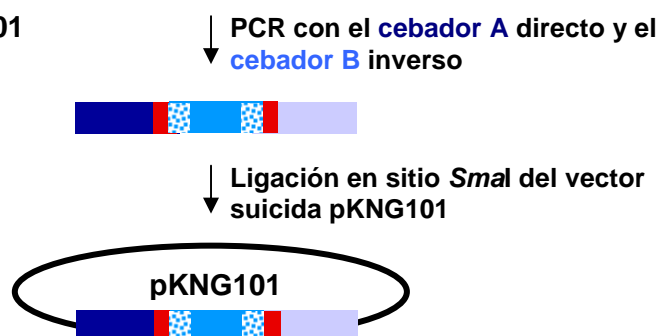 01
PCR con el cebador A directo y el
cebador B inverso
Ligación en sitio SmaI del vector
suicida pKNG101
pKNG101